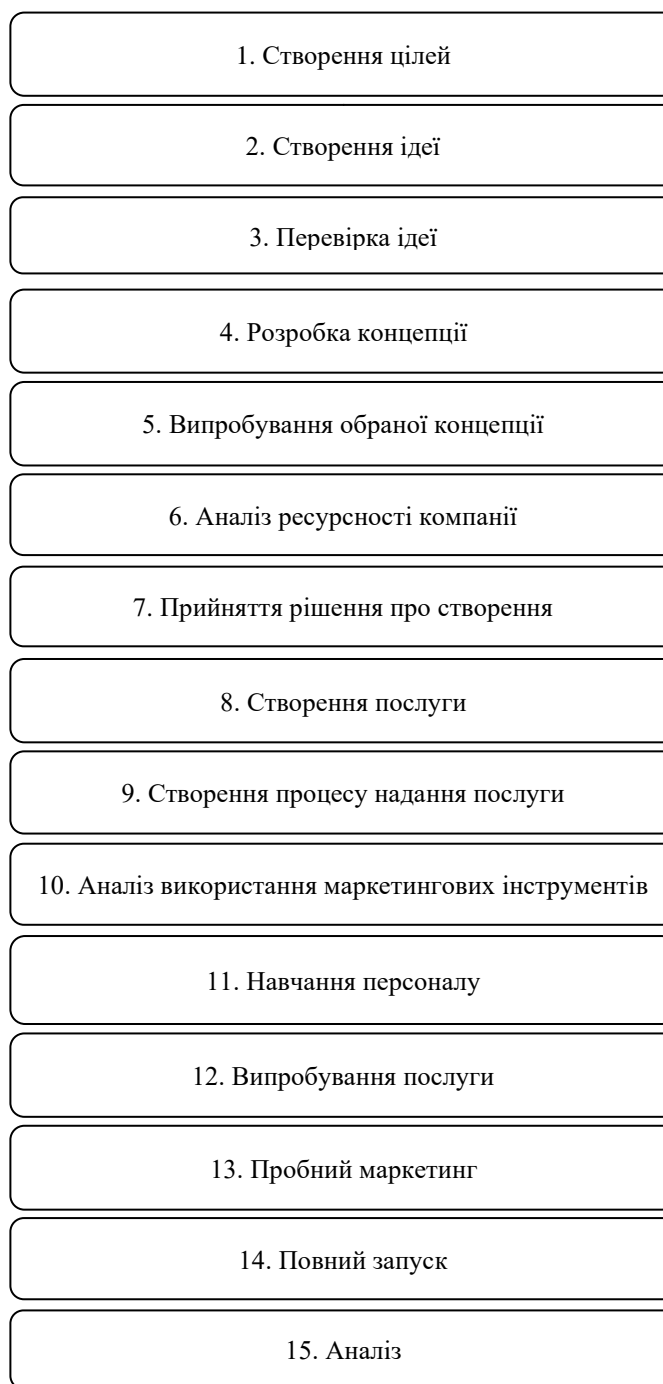 1. Створення цілей
2. Створення ідеї
3. Перевірка ідеї
4. Розробка концепції
5. Випробування обраної концепції
6. Аналіз ресурсності компанії
7. Прийняття рішення про створення
8. Створення послуги
9. Створення процесу надання послуги
10. Аналіз використання маркетингових інструментів
11. Навчання персоналу
12. Випробування послуги
13. Пробний маркетинг
14. Повний запуск
15. Аналіз